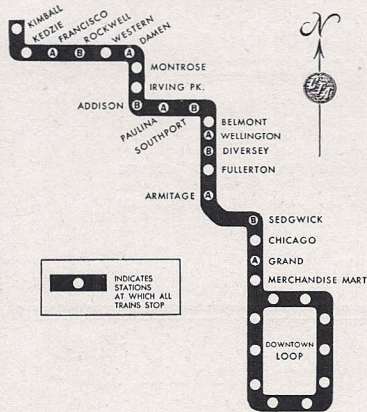 KIMBALL
KEDZIE
A FRANCISCO
B ROCKWELL
WESTERN
A DAMEN
N
MONTROSE
IRVING PK.
ADDISON B
PAULINA A
SOUTHPORT B
BELMONT
A WELLINGTON
B DIVERSEY
FULLERTON
ARMITAGE A
B SEDGWICK
CHICAGO
A GRAND
MERCHANDISE MART
INDICATES
STATIONS
AT WHICH ALL
TRAINS STOP
DOWNTOWN
LOOP